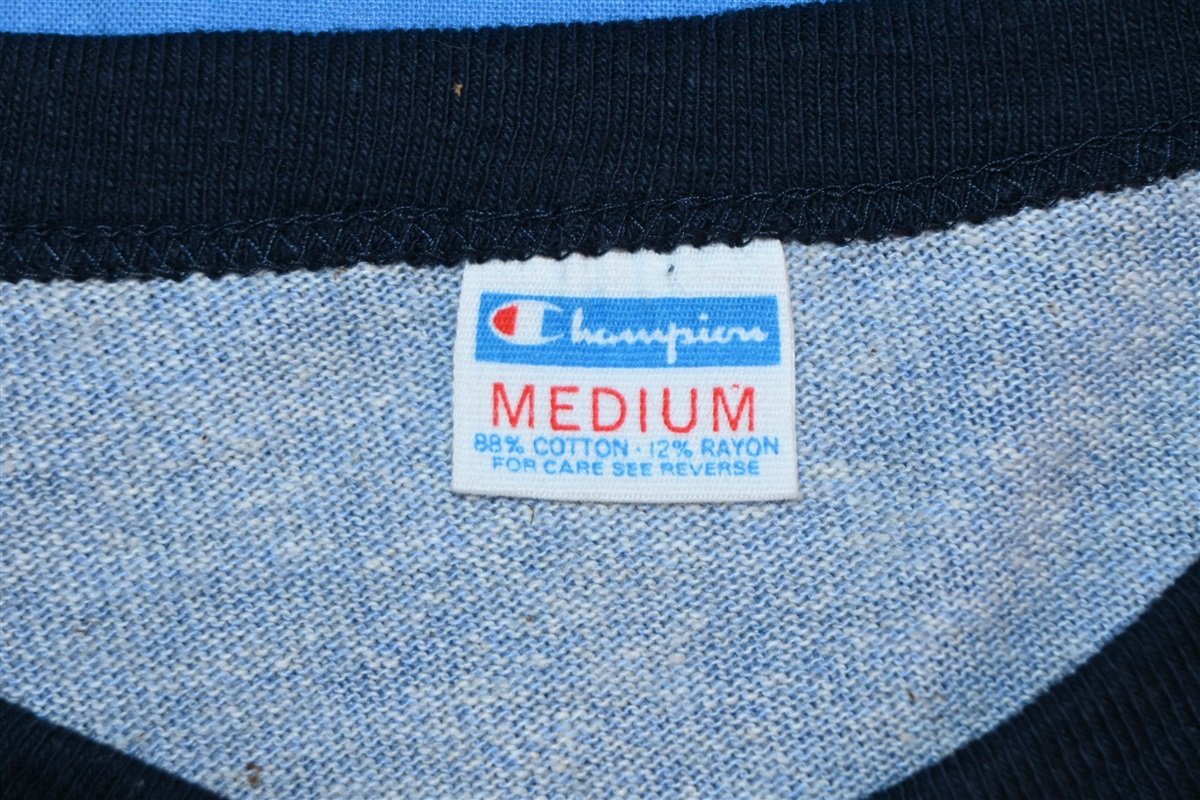 Champion
MEDIUM
88% COTTON · 12% RAYON
FOR CARE SEE REVERSE